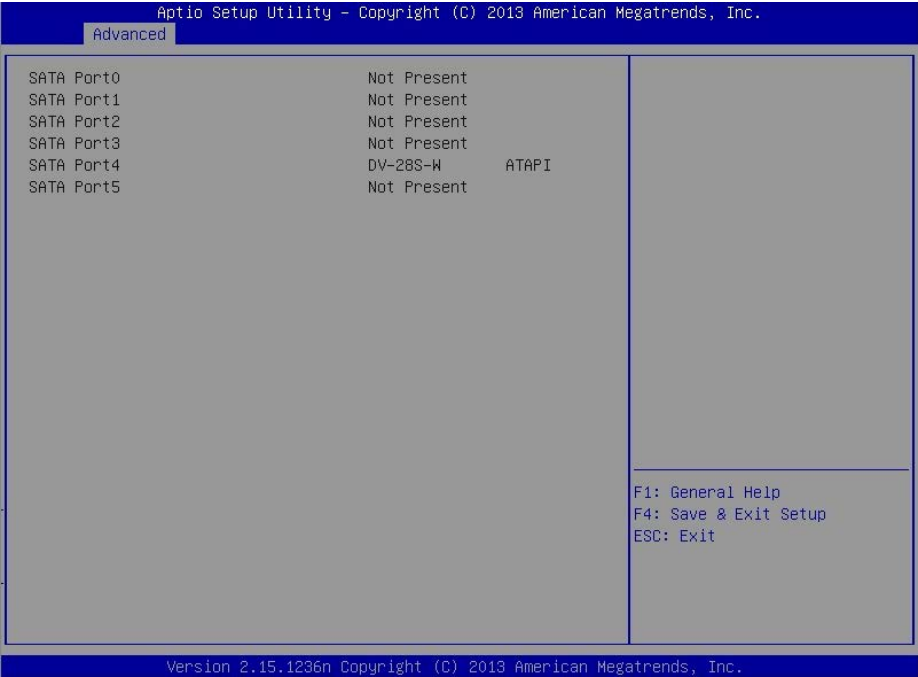 Aptio Setup Utility – Copyright (C) 2013 American Megatrends, Inc.
Advanced
SATA Port0 Not Present
SATA Port1 Not Present
SATA Port2 Not Present
SATA Port3 Not Present
SATA Port4 DV-28S-W ATAPI
SATA Port5 Not Present
F1: General Help
F4: Save & Exit Setup
ESC: Exit
Version 2.15.1236n Copyright (C) 2013 American Megatrends, Inc.